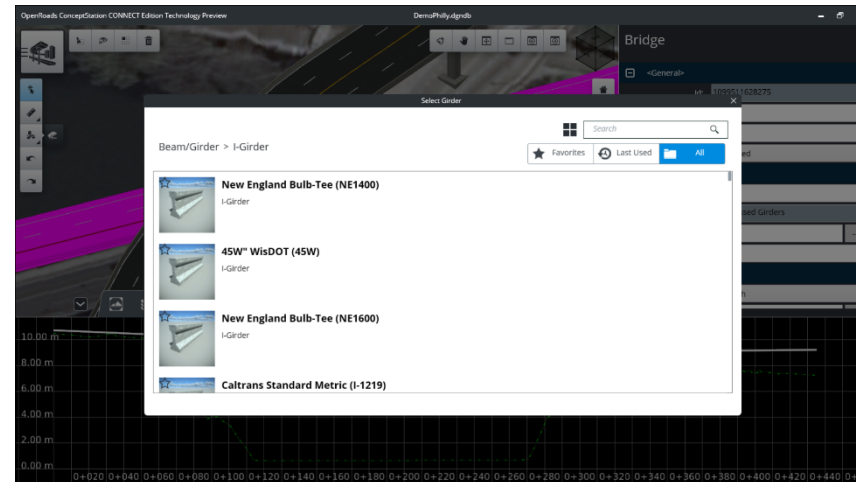 OpenRoads ConceptStation CONNECT Edition Technology Preview
DemoPhilly.dgndb
Bridge
<General>
1099511628275
Select Girder
Search
Beam/Girder > I-Girder
Favorites
Last Used
All
ed
New England Bulb-Tee (NE1400)
I-Girder
sed Girders
45W" WisDOT (45W)
I-Girder
New England Bulb-Tee (NE1600)
I-Girder
Caltrans Standard Metric (I-1219)
10.00 m
8.00 m
6.00 m
4.00 m
2.00 m
0.00 m
0+020 0+040 0+060 0+080 0+100 0+120 0+140 0+160 0+180 0+200 0+220 0+240 0+260 0+280 0+300 0+320 0+340 0+360 0+380 0+400 0+420 0+440